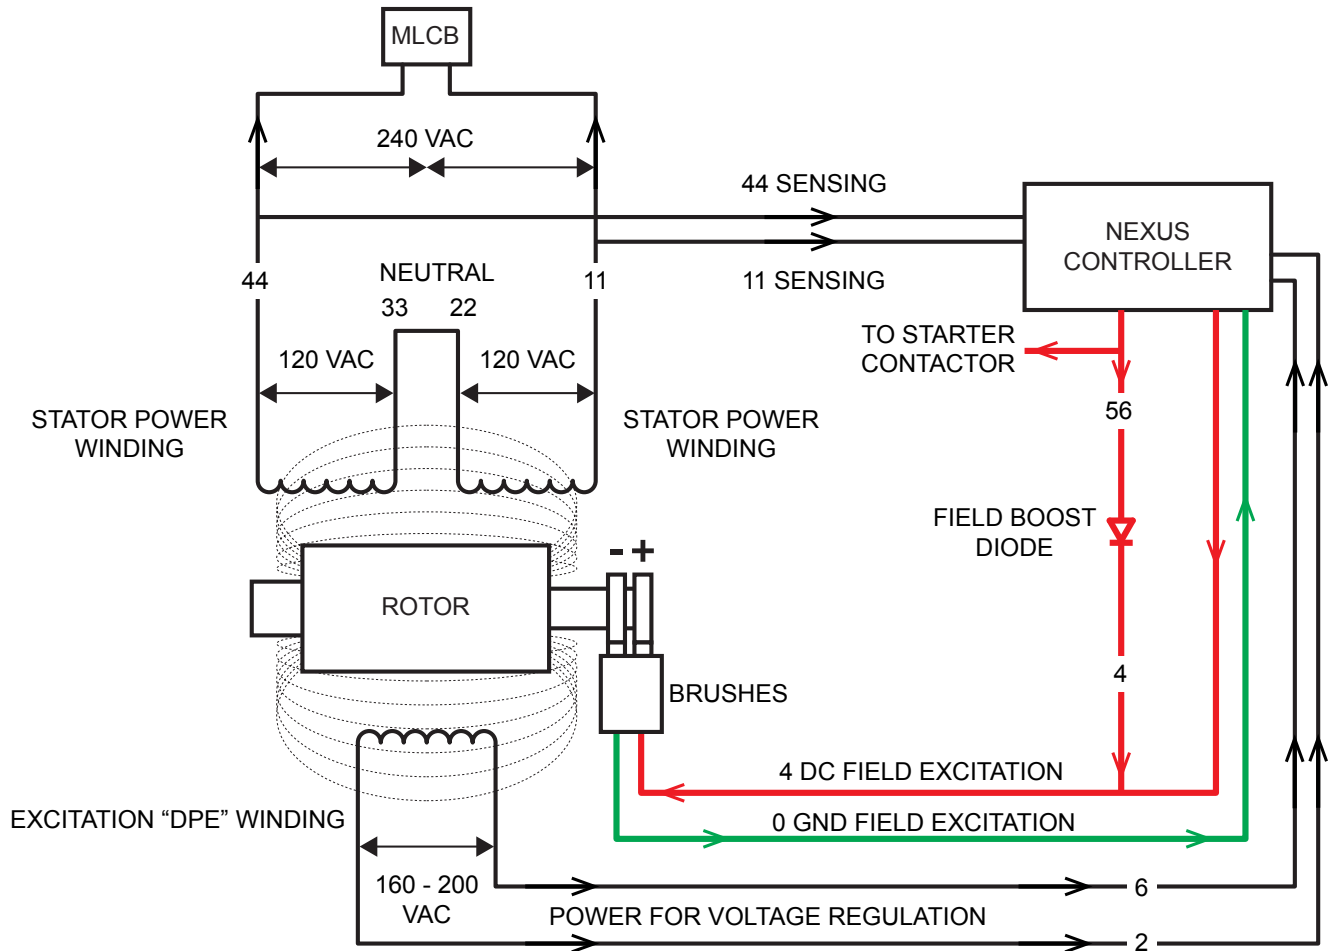 MLCB
240 VAC
44 SENSING
NEXUS
CONTROLLER
44
NEUTRAL
11
11 SENSING
33
22
TO STARTER
CONTACTOR
120 VAC
120 VAC
56
STATOR POWER
WINDING
STATOR POWER
WINDING
FIELD BOOST
DIODE
- +
ROTOR
4
BRUSHES
4 DC FIELD EXCITATION
0 GND FIELD EXCITATION
EXCITATION “DPE” WINDING
160 - 200
VAC
6
POWER FOR VOLTAGE REGULATION
2